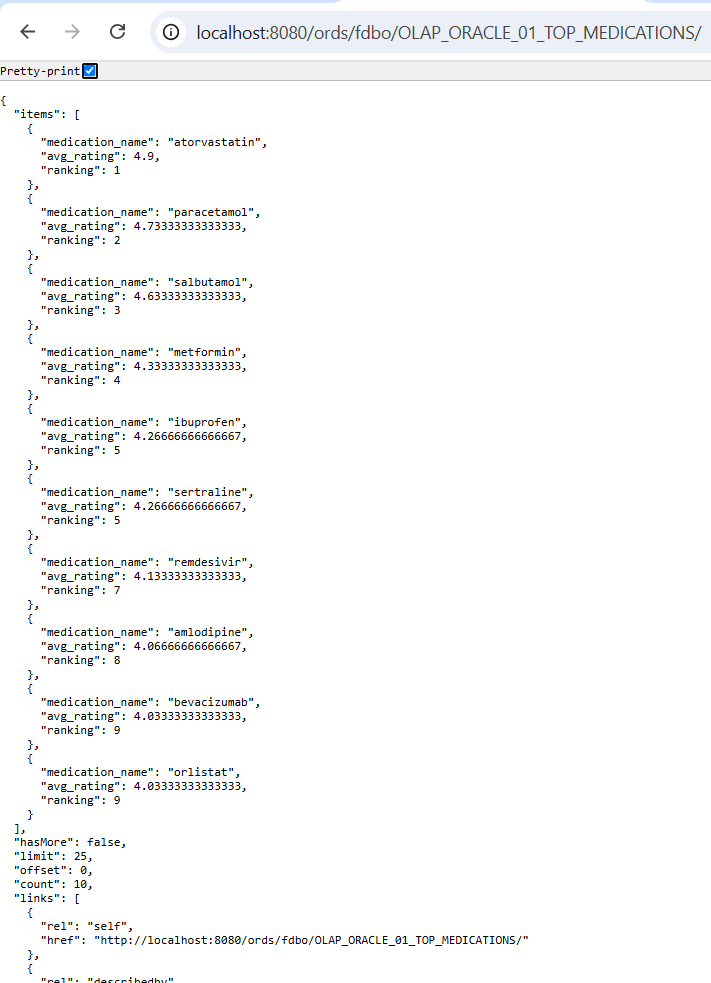 localhost:8080/ords/fdbo/OLAP_ORACLE_01_TOP_MEDICATIONS/
Pretty-print
{
  "items": [
    {
      "medication_name": "atorvastatin",
      "avg_rating": 4.9,
      "ranking": 1
    },
    {
      "medication_name": "paracetamol",
      "avg_rating": 4.73333333333333,
      "ranking": 2
    },
    {
      "medication_name": "salbutamol",
      "avg_rating": 4.63333333333333,
      "ranking": 3
    },
    {
      "medication_name": "metformin",
      "avg_rating": 4.33333333333333,
      "ranking": 4
    },
    {
      "medication_name": "ibuprofen",
      "avg_rating": 4.26666666666667,
      "ranking": 5
    },
    {
      "medication_name": "sertraline",
      "avg_rating": 4.26666666666667,
      "ranking": 5
    },
    {
      "medication_name": "remdesivir",
      "avg_rating": 4.13333333333333,
      "ranking": 7
    },
    {
      "medication_name": "amlodipine",
      "avg_rating": 4.06666666666667,
      "ranking": 8
    },
    {
      "medication_name": "bevacizumab",
      "avg_rating": 4.03333333333333,
      "ranking": 9
    },
    {
      "medication_name": "orlistat",
      "avg_rating": 4.03333333333333,
      "ranking": 9
    }
  ],
  "hasMore": false,
  "limit": 25,
  "offset": 0,
  "count": 10,
  "links": [
    {
      "rel": "self",
      "href": "http://localhost:8080/ords/fdbo/OLAP_ORACLE_01_TOP_MEDICATIONS/"
    },
    {
      "rel": "describedby"